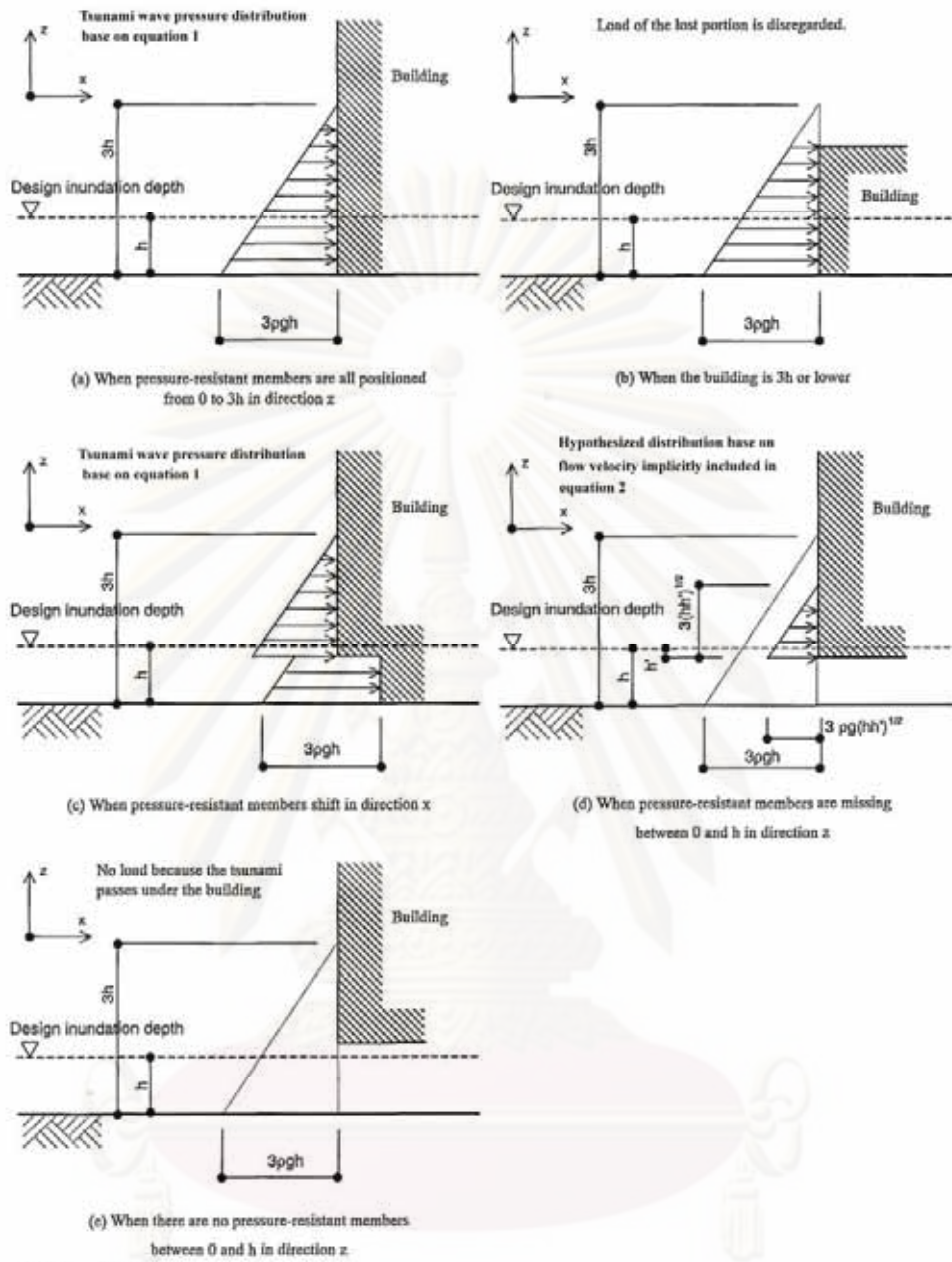 Tsunami wave pressure distribution
base on equation 1
z
x
Building
3h
Design inundation depth
h
3ρgh
(a) When pressure-resistant members are all positioned
from 0 to 3h in direction z
Load of the lost portion is disregarded.
z
x
3h
Design inundation depth
Building
h
3ρgh
(b) When the building is 3h or lower
Tsunami wave pressure distribution
base on equation 1
z
x
Building
3h
Design inundation depth
h
3ρgh
(c) When pressure-resistant members shift in direction x
Hypothesized distribution base on
flow velocity implicitly included in
equation 2
z
x
Building
3h
3(hh')1/2
Design inundation depth
h'
h
3 ρg(hh')1/2
3ρgh
(d) When pressure-resistant members are missing
between 0 and h in direction z
No load because the tsunami
passes under the building
z
x
Building
3h
Design inundation depth
h
3ρgh
(e) When there are no pressure-resistant members
between 0 and h in direction z